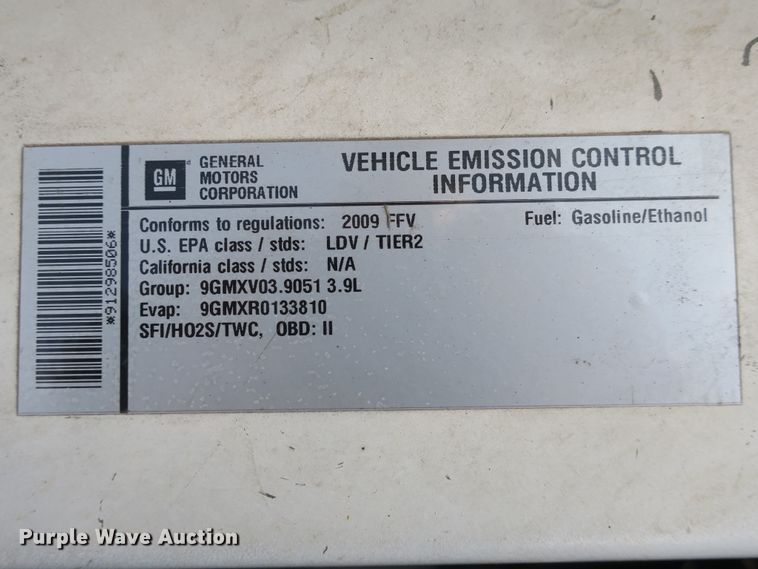 *91298506*
GM
GENERAL
MOTORS
CORPORATION
VEHICLE EMISSION CONTROL
INFORMATION
Conforms to regulations: 2009 FFV
Fuel: Gasoline/Ethanol
U.S. EPA class / stds: LDV / TIER2
California class / stds: N/A
Group: 9GMXV03.9051 3.9L
Evap: 9GMXR0133810
SFI/HO2S/TWC, OBD: II
Purple Wave Auction